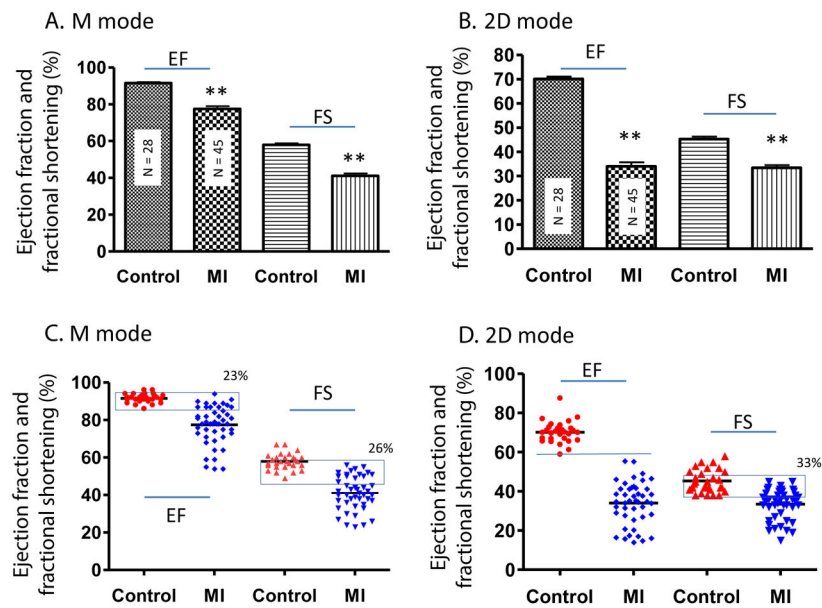 A. M mode
Ejection fraction and
fractional shortening (%)
100
80
60
40
20
0
EF
**
FS
**
N = 28
N = 45
Control MI Control MI
B. 2D mode
Ejection fraction and
fractional shortening (%)
80
70
60
50
40
30
20
10
0
EF
**
FS
**
N = 28
N = 45
Control MI Control MI
C. M mode
Ejection fraction and
fractional shortening (%)
100
80
60
40
20
0
23%
FS
26%
EF
Control MI Control MI
D. 2D mode
Ejection fraction and
fractional shortening (%)
100
80
60
40
20
0
EF
FS
33%
Control MI Control MI